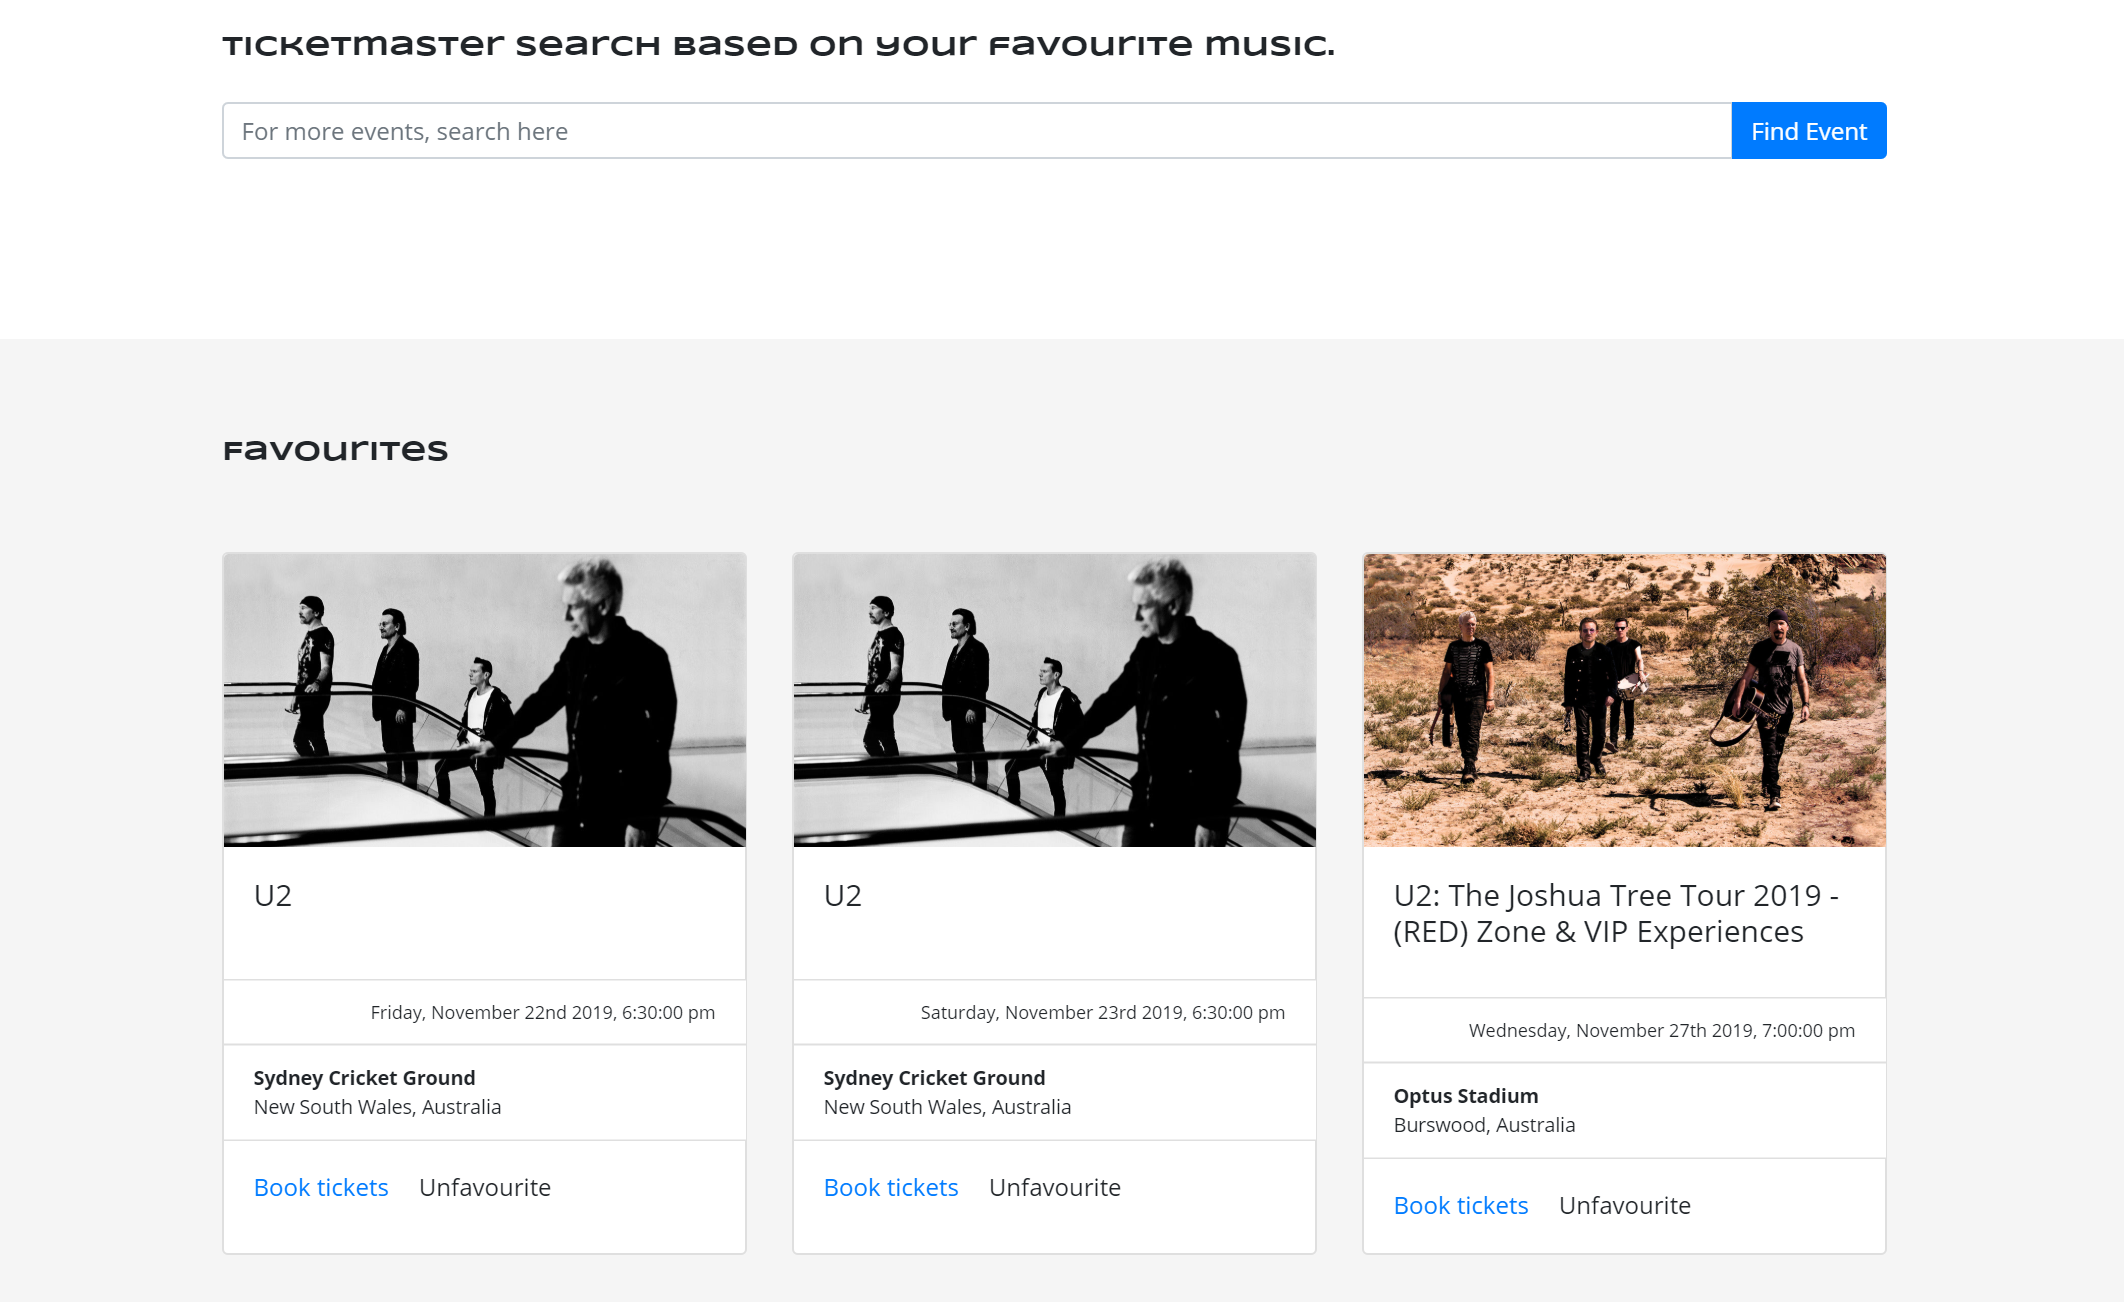 Ticketmaster search based on your favourite music.
For more events, search here
Find Event
Favourites
U2
Friday, November 22nd 2019, 6:30:00 pm
Sydney Cricket Ground
New South Wales, Australia
Book tickets Unfavourite
U2
Saturday, November 23rd 2019, 6:30:00 pm
Sydney Cricket Ground
New South Wales, Australia
Book tickets Unfavourite
U2: The Joshua Tree Tour 2019 -
(RED) Zone & VIP Experiences
Wednesday, November 27th 2019, 7:00:00 pm
Optus Stadium
Burswood, Australia
Book tickets Unfavourite